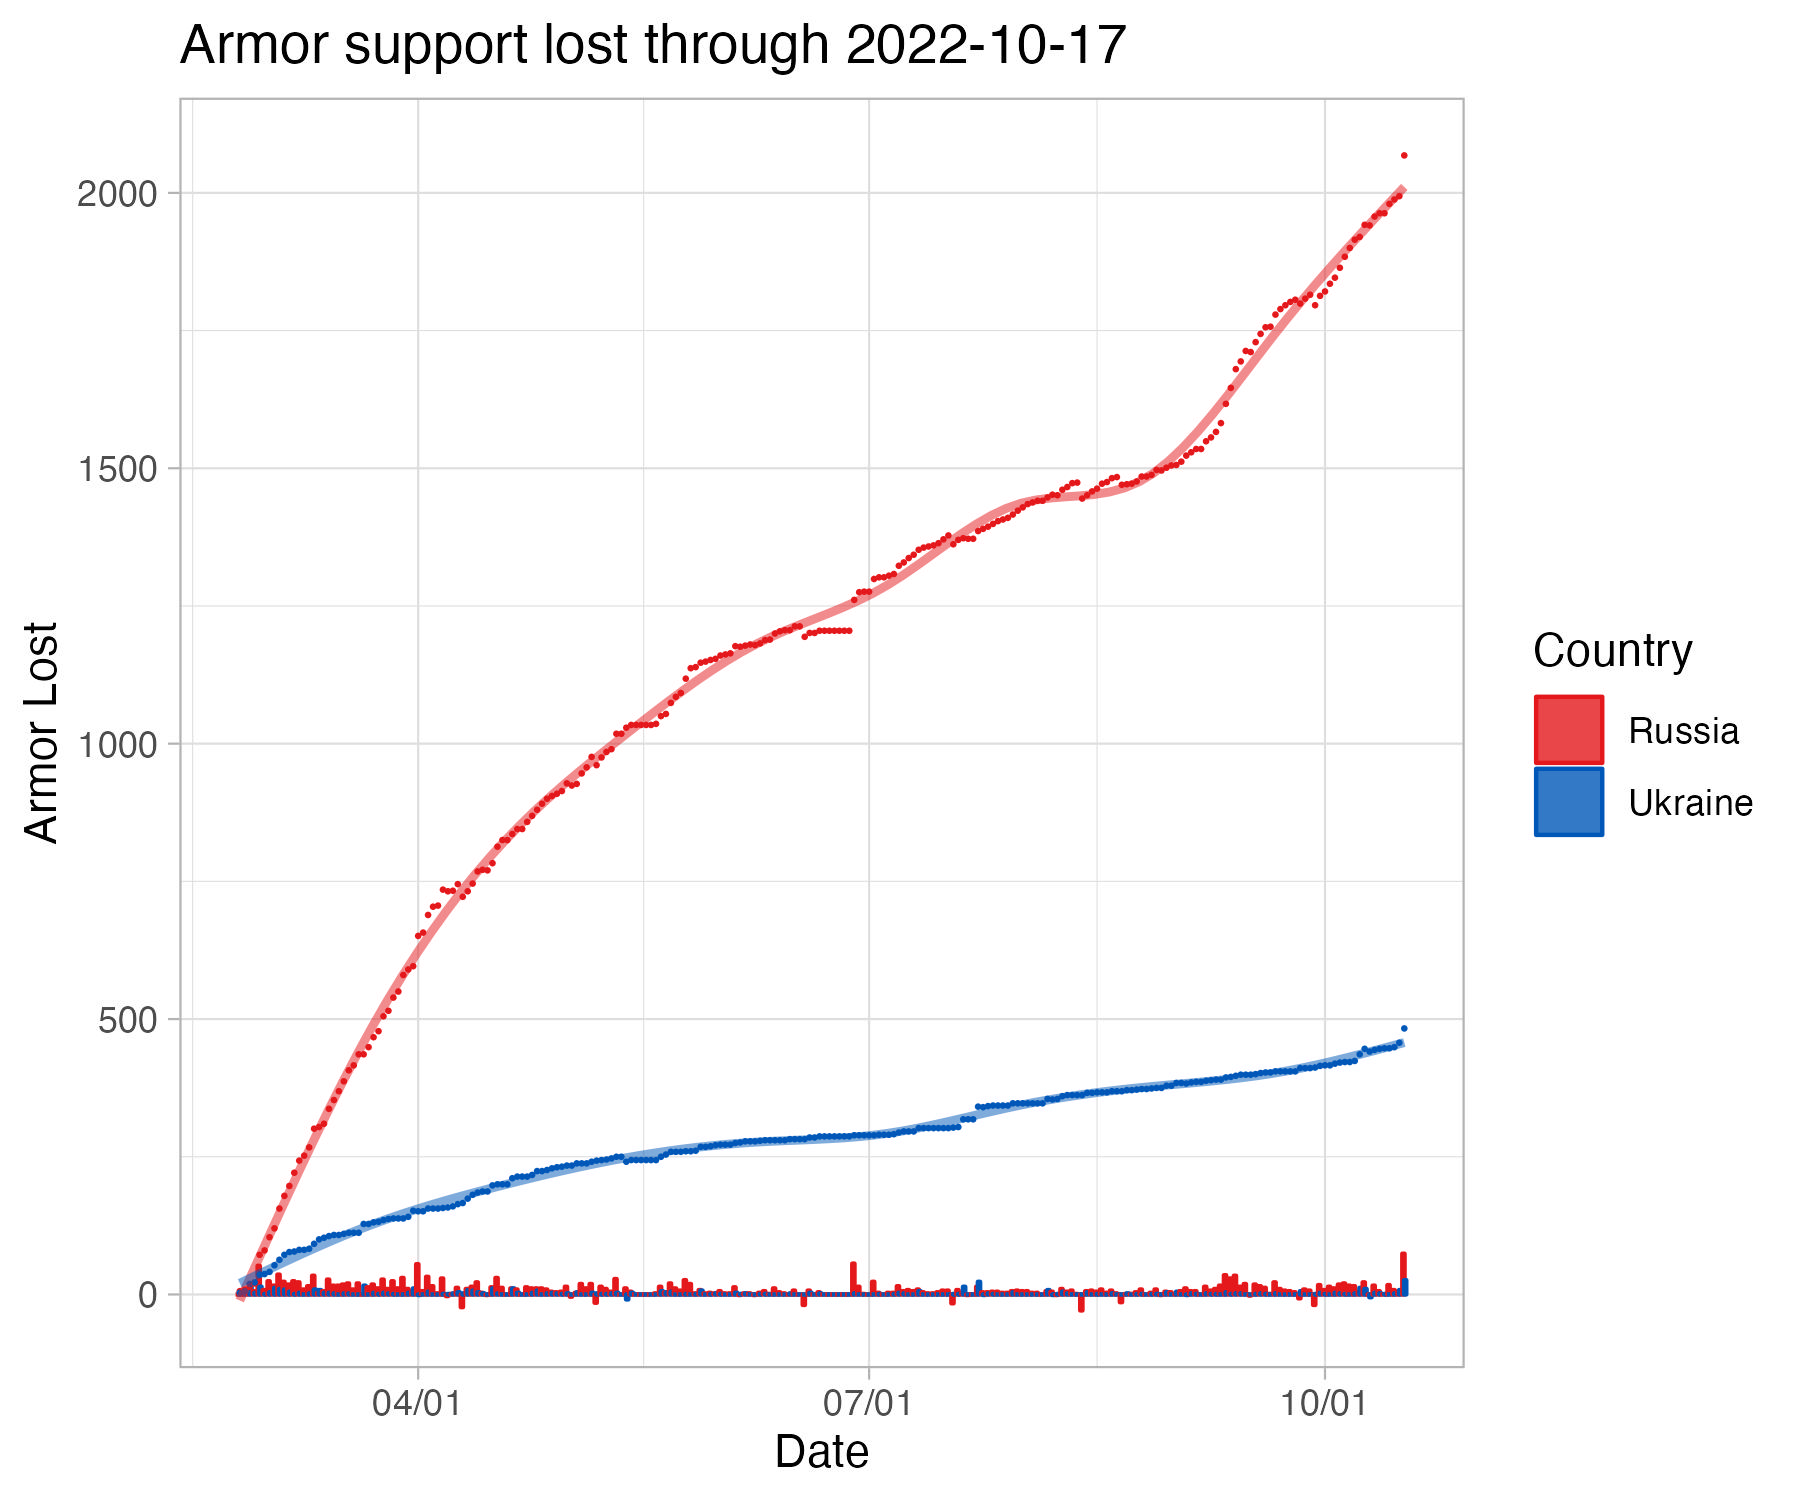 Armor support lost through 2022-10-17
Armor Lost
2000
1500
1000
500
0
04/01
07/01
10/01
Date
Country
Russia
Ukraine